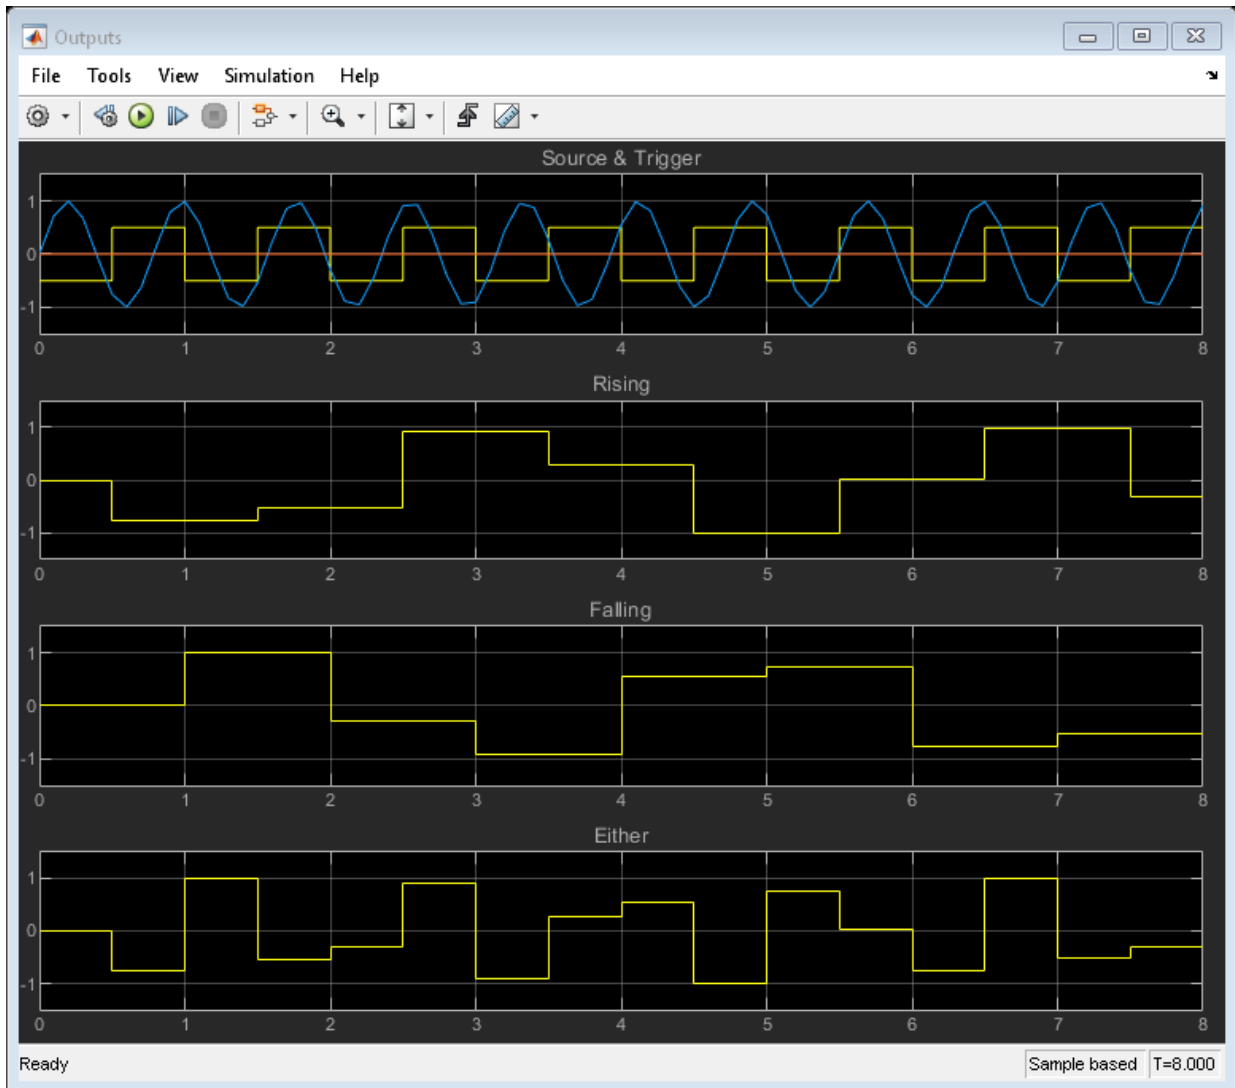 Outputs
File Tools View Simulation Help
Source & Trigger
1
0
-1
0 1 2 3 4 5 6 7 8
Rising
1
0
-1
0 1 2 3 4 5 6 7 8
Falling
1
0
-1
0 1 2 3 4 5 6 7 8
Either
1
0
-1
0 1 2 3 4 5 6 7 8
Ready Sample based T=8.000